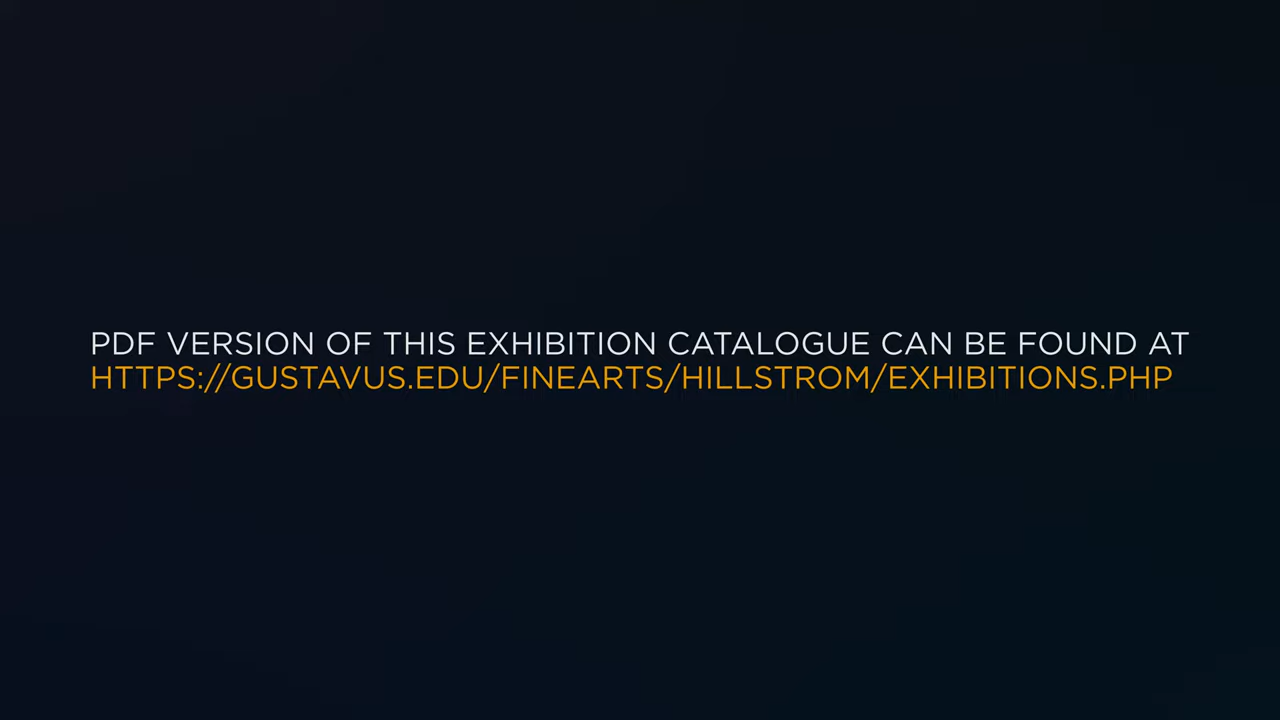 PDF VERSION OF THIS EXHIBITION CATALOGUE CAN BE FOUND AT
HTTPS://GUSTAVUS.EDU/FINEARTS/HILLSTROM/EXHIBITIONS.PHP